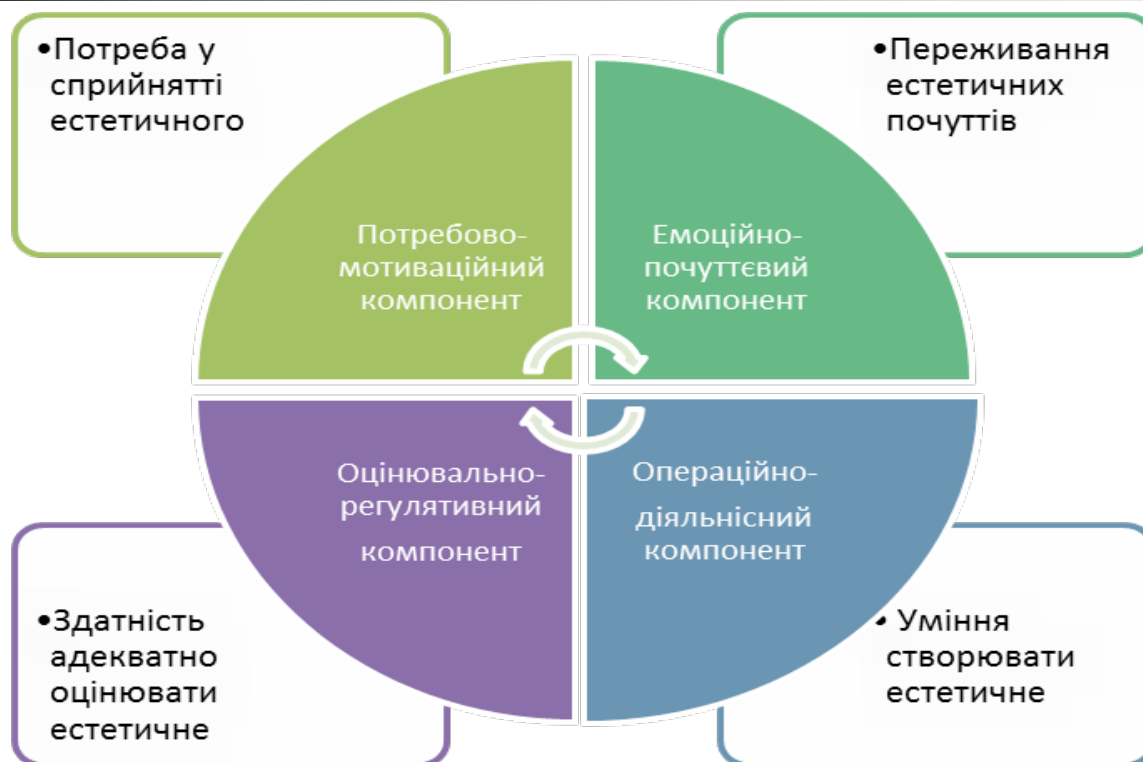 •Потреба у
сприйнятті
естетичного
•Переживання
естетичних
почуттів
Потребово-
мотиваційний
компонент
Емоційно-
почуттєвий
компонент
Оцінювально-
регулятивний
компонент
Операційно-
діяльнісний
компонент
•Здатність
адекватно
оцінювати
естетичне
• Уміння
створювати
естетичне